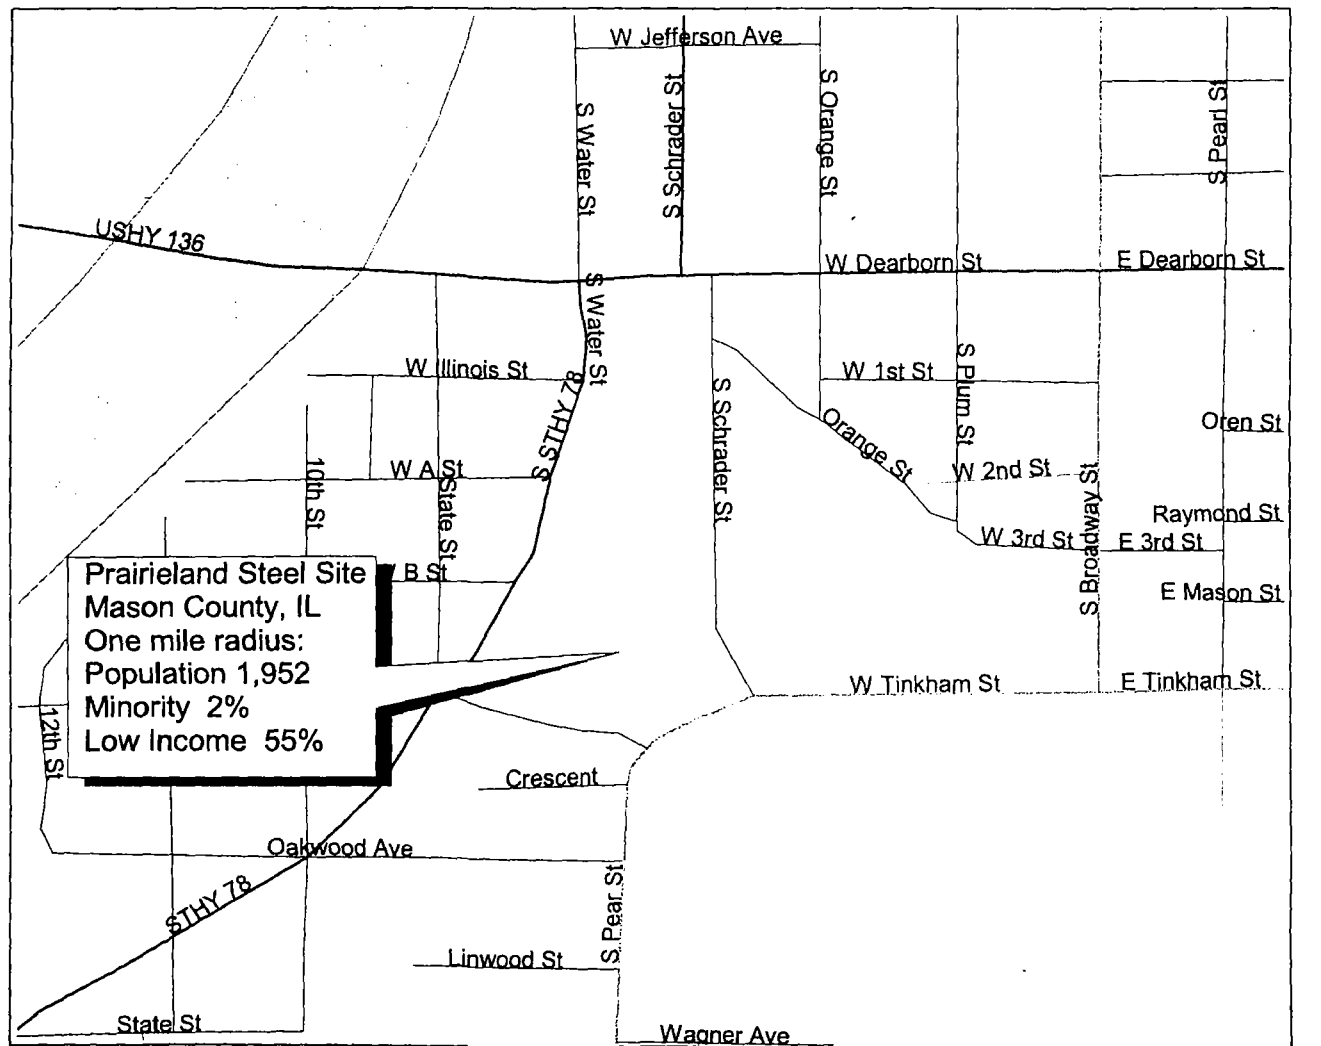 W Jefferson Ave
S Water St
S Schrader St
S Orange St
S Pearl St
USHY 136
W Dearborn St
E Dearborn St
S Water St
W Illinois St
W 1st St
S Plum St
S STHY 78
S Schrader St
Orange St
Oren St
W A St
10th St
State St
W 2nd St
S Broadway St
Raymond St
W 3rd St
E 3rd St
B St
E Mason St
Prairieland Steel Site
Mason County, IL
One mile radius:
Population 1,952
Minority 2%
Low Income 55%
W Tinkham St
E Tinkham St
12th St
Crescent
Oakwood Ave
STHY 78
S Pear St
Linwood St
State St
Wagner Ave